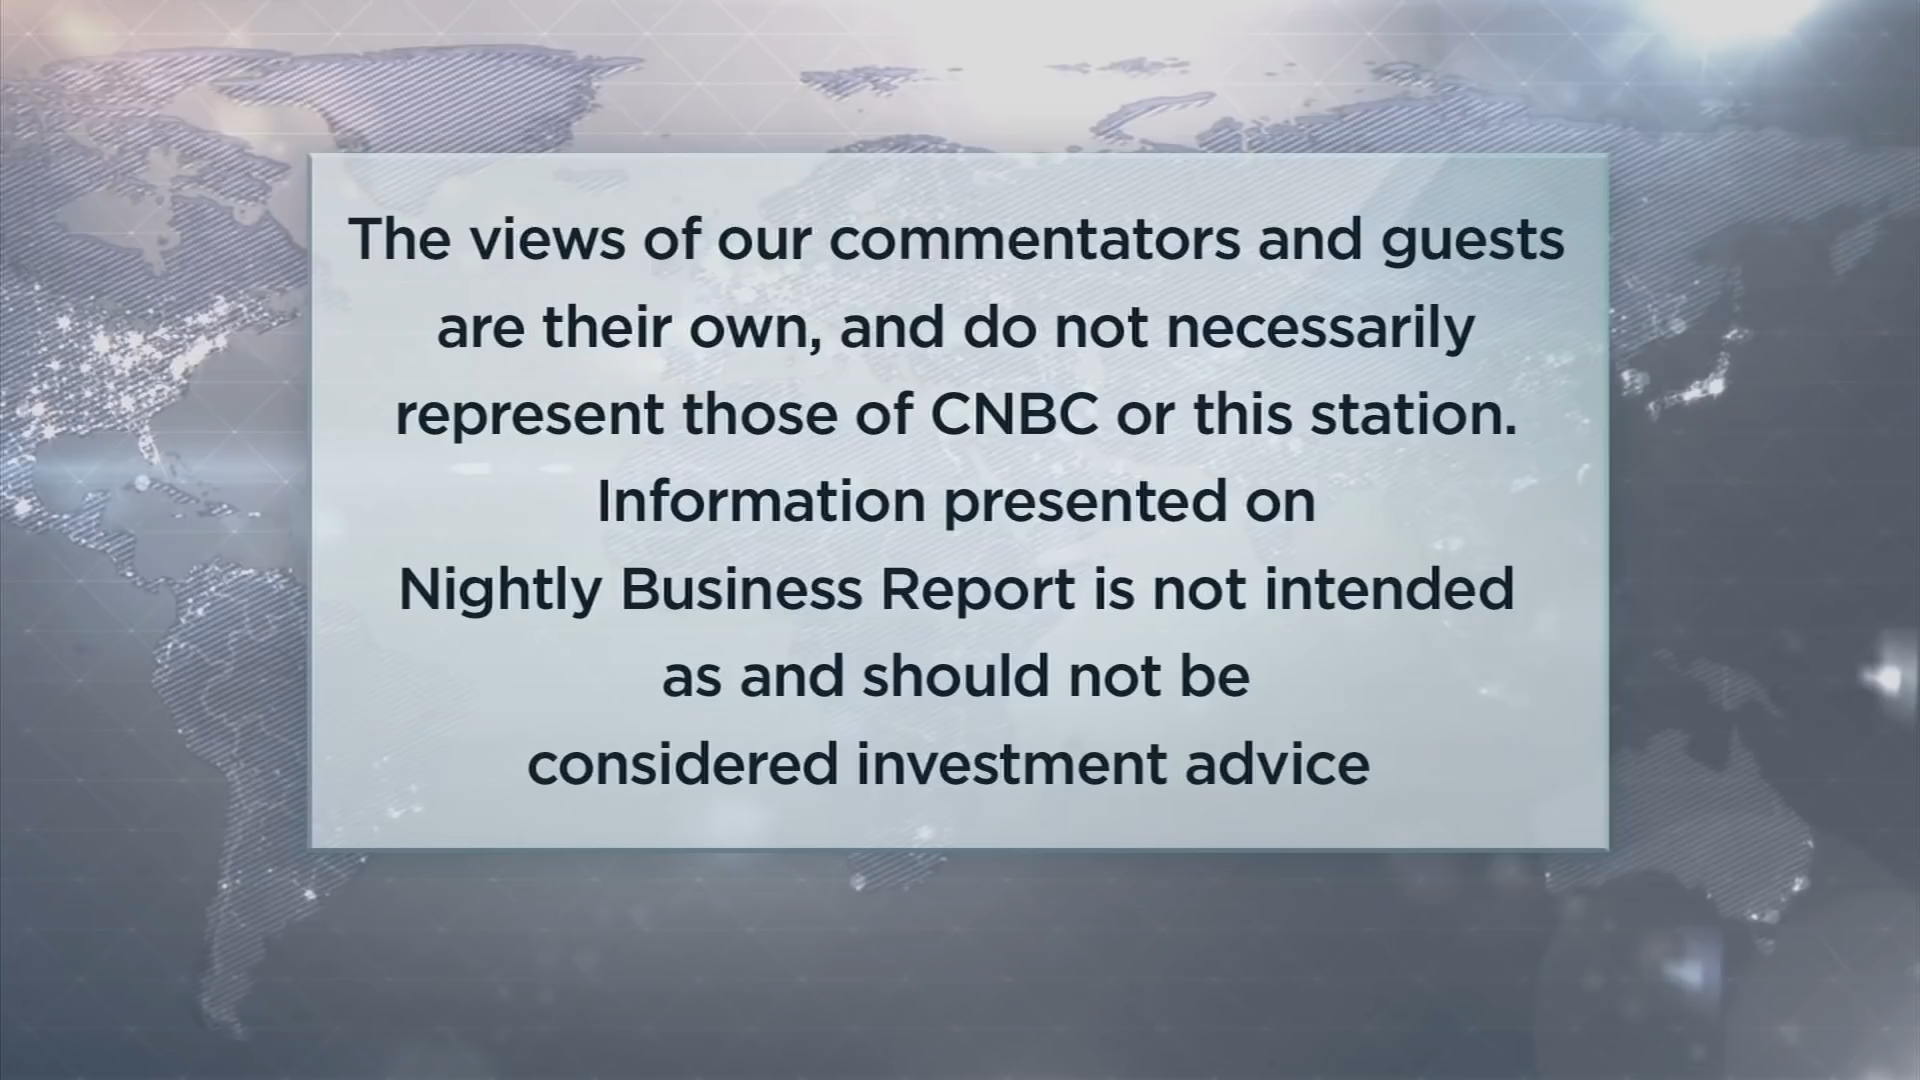 The views of our commentators and guests
are their own, and do not necessarily
represent those of CNBC or this station.
Information presented on
Nightly Business Report is not intended
as and should not be
considered investment advice